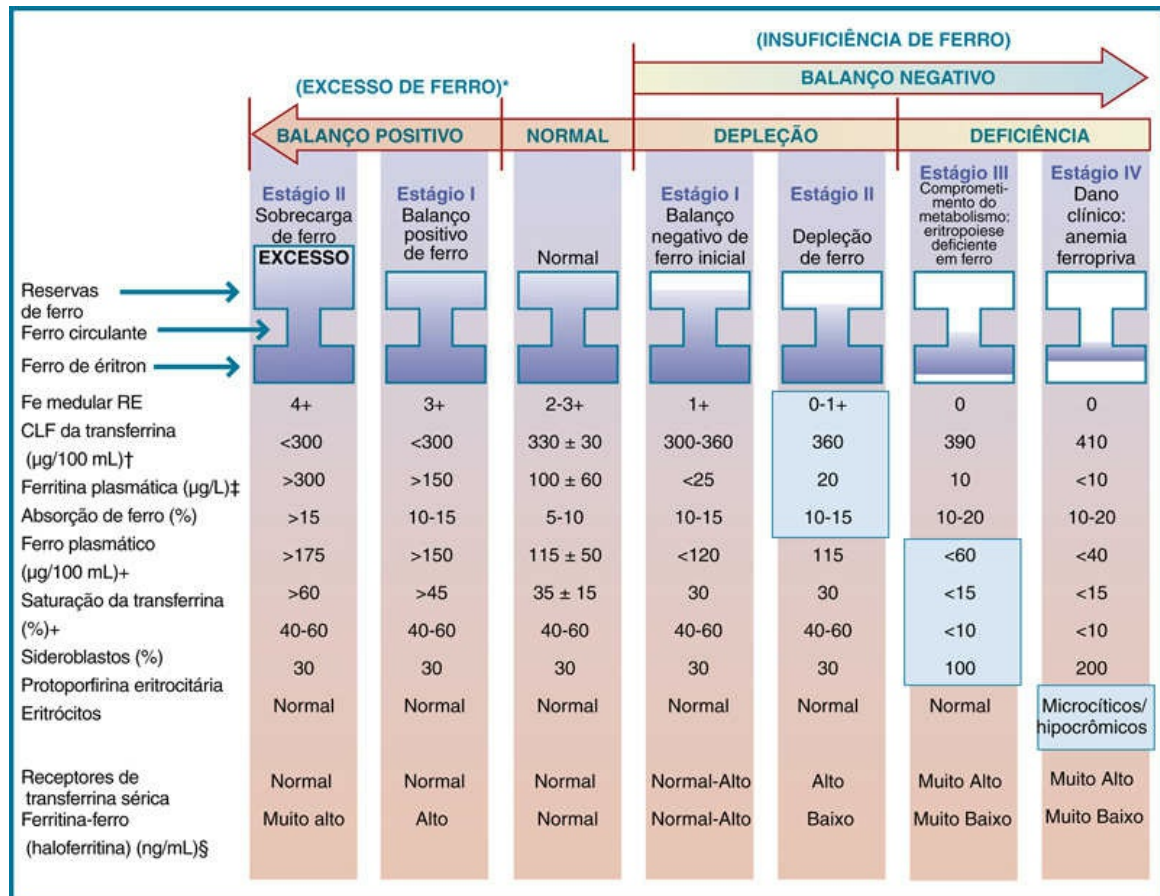 (INSUFICIÊNCIA DE FERRO)
BALANÇO NEGATIVO
(EXCESSO DE FERRO)*
BALANÇO POSITIVO NORMAL DEPLEÇÃO DEFICIÊNCIA
Estágio II
Sobrecarga
de ferro
EXCESSO
Estágio I
Balanço
positivo
de ferro
Normal
Estágio I
Balanço
negativo de
ferro inicial
Estágio II
Depleção
de ferro
Estágio III
Comprometi-
mento do
metabolismo:
eritropoiese
deficiente
em ferro
Estágio IV
Dano
clínico:
anemia
ferropriva
Reservas
de ferro
Ferro circulante
Ferro de éritron
Fe medular RE 4+ 3+ 2-3+ 1+ 0-1+ 0 0
CLF da transferrina
(µg/100 mL)† <300 <300 330 ± 30 300-360 360 390 410
Ferritina plasmática (µg/L)‡ >300 >150 100 ± 60 <25 20 10 <10
Absorção de ferro (%) >15 10-15 5-10 10-15 10-15 10-20 10-20
Ferro plasmático >175 >150 115 ± 50 <120 115 <60 <40
(µg/100 mL)+
Saturação da transferrina >60 >45 35 ± 15 30 30 <15 <15
(%)+ 40-60 40-60 40-60 40-60 40-60 <10 <10
Sideroblastos (%) 30 30 30 30 30 100 200
Protoporfirina eritrocitária
Eritrócitos Normal Normal Normal Normal Normal Normal Microcíticos/
hipocrômicos
Receptores de Normal Normal Normal Normal-Alto Alto Muito Alto Muito Alto
transferrina sérica
Ferritina-ferro Muito alto Alto Normal Normal-Alto Baixo Muito Baixo Muito Baixo
(haloferritina) (ng/mL)§